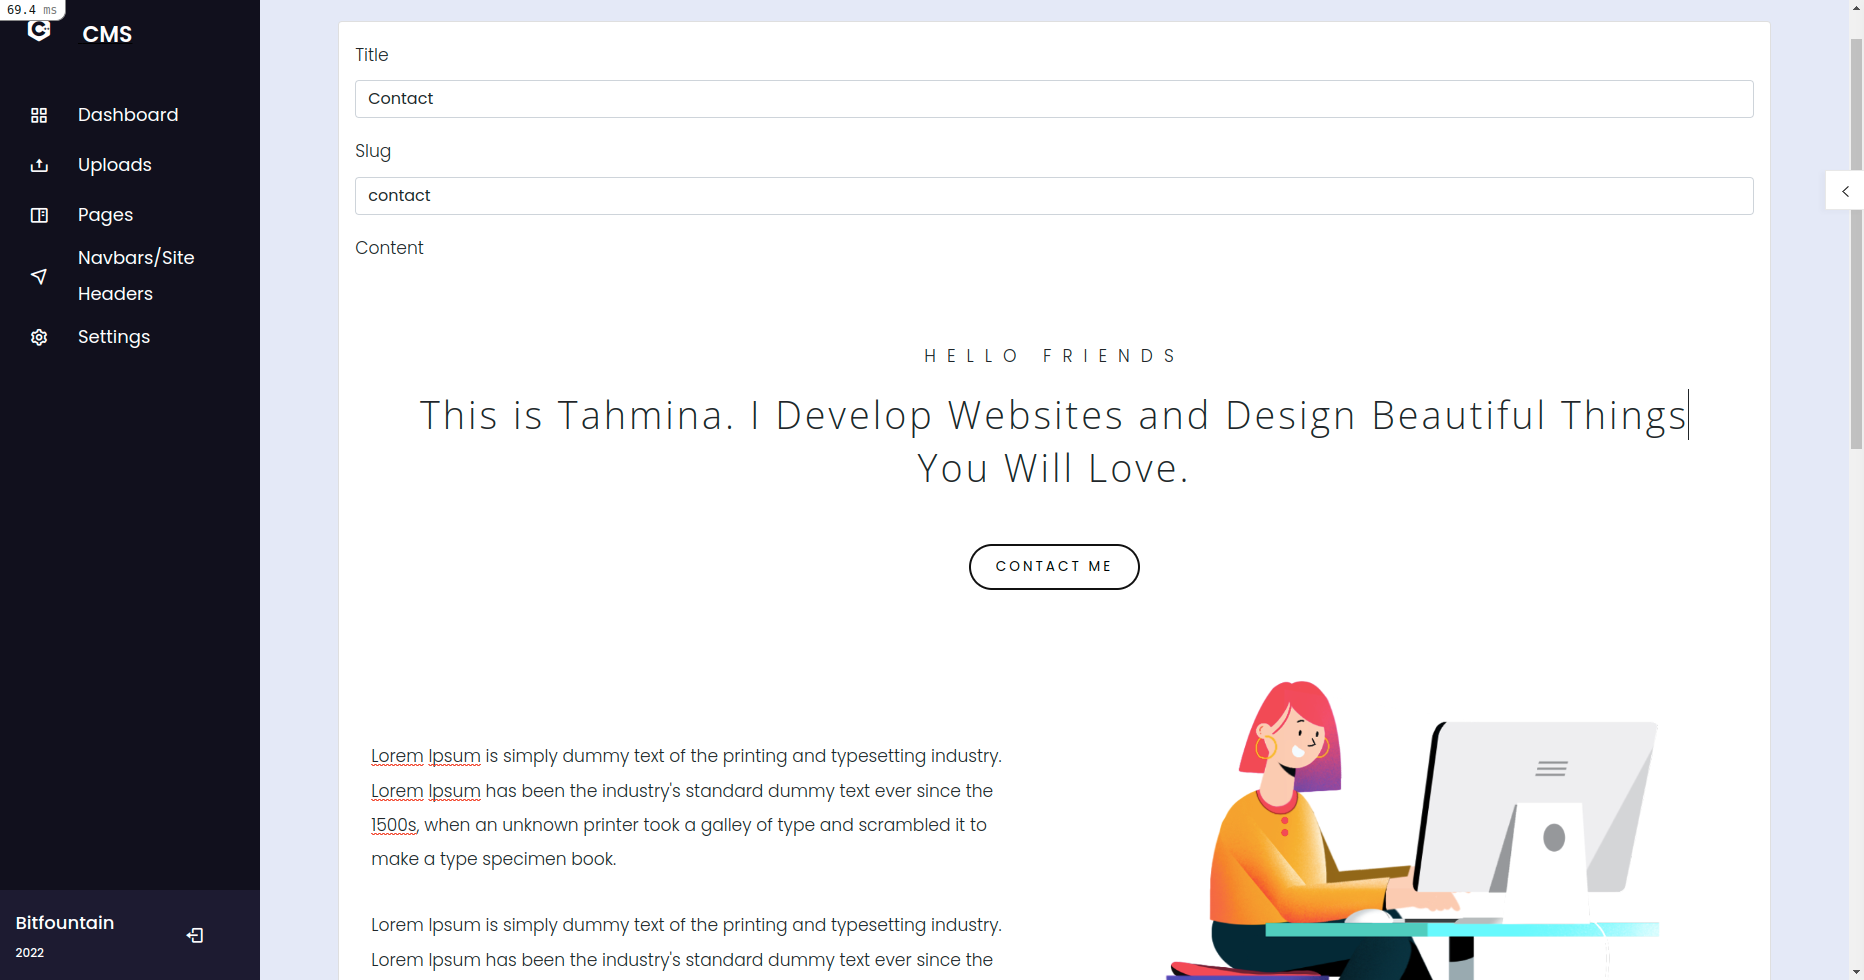 69.4 ms
CMS
Dashboard
Uploads
Pages
Navbars/Site
Headers
Settings
Bitfountain
2022
Title
Contact
Slug
contact
Content
HELLO FRIENDS
This is Tahmina. I Develop Websites and Design Beautiful Things
You Will Love.
CONTACT ME
Lorem Ipsum is simply dummy text of the printing and typesetting industry.
Lorem Ipsum has been the industry's standard dummy text ever since the
1500s, when an unknown printer took a galley of type and scrambled it to
make a type specimen book.
Lorem Ipsum is simply dummy text of the printing and typesetting industry.
Lorem Ipsum has been the industry's standard dummy text ever since the